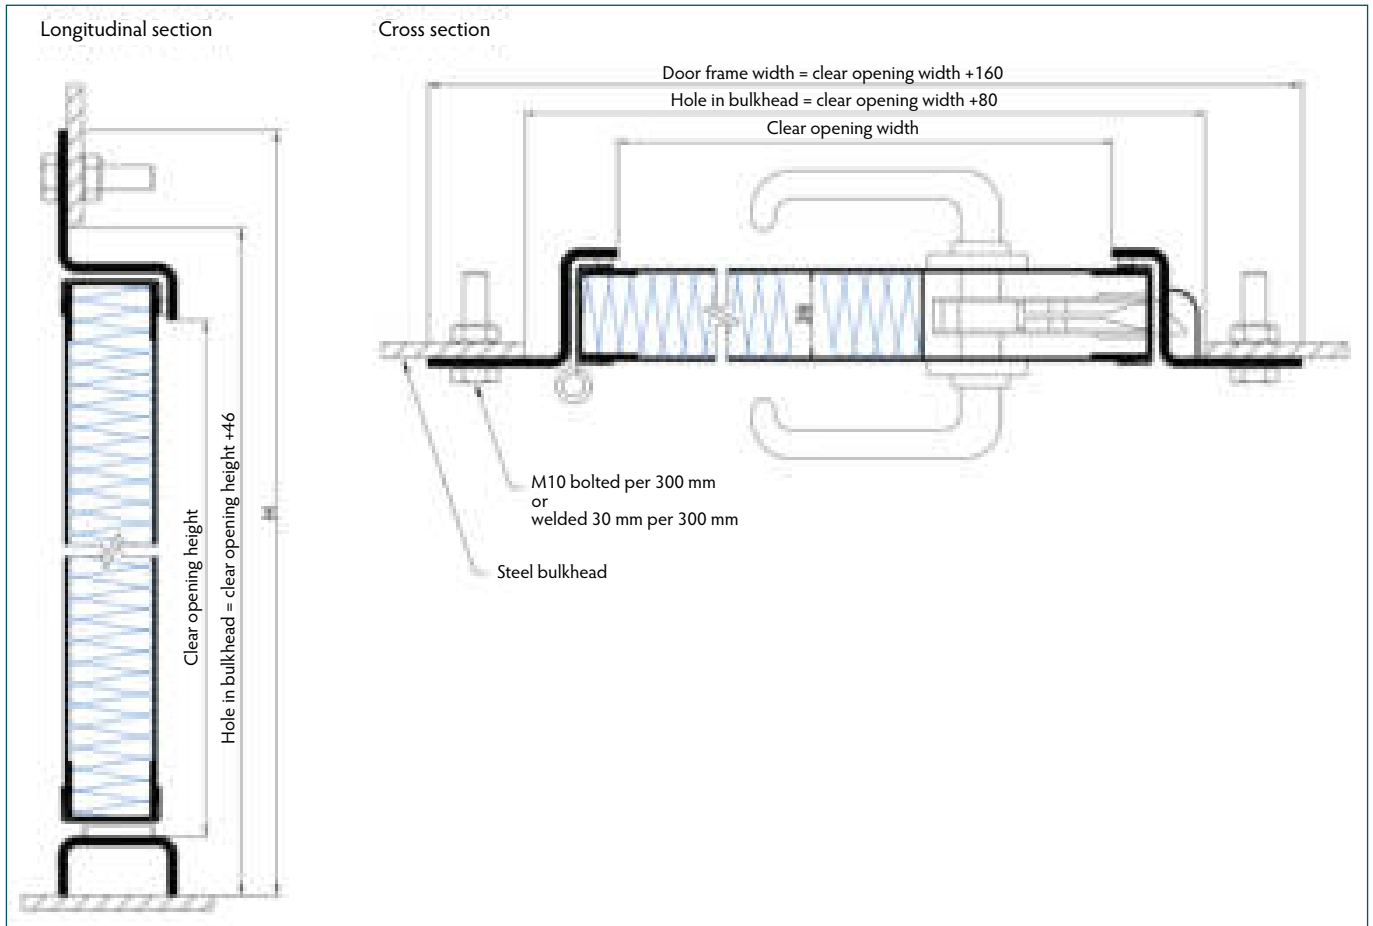 Longitudinal section
Cross section
Door frame width = clear opening width +160
Hole in bulkhead = clear opening width +80
Clear opening width
Clear opening height
Hole in bulkhead = clear opening height +46
M10 bolted per 300 mm
or
welded 30 mm per 300 mm
Steel bulkhead